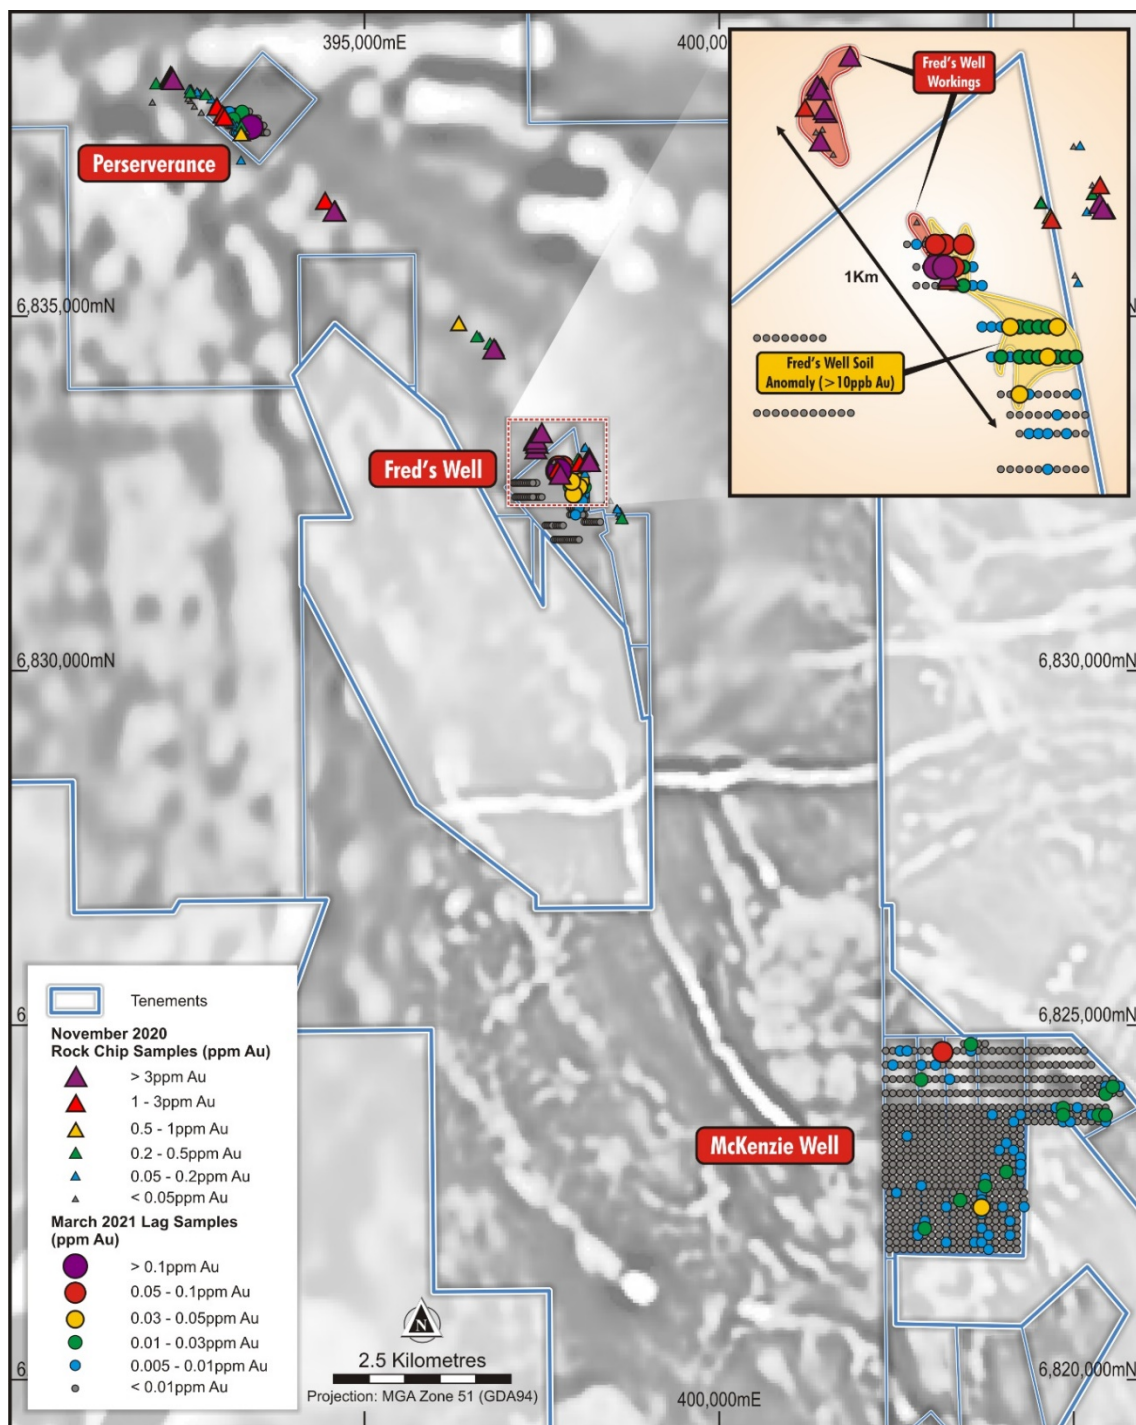 395,000mE
400,000
Fred's Well
Workings
1Km
Fred's Well Soil
Anomaly (>10ppb Au)
Perserverance
6,835,000mN
mN
Fred's Well
6,830,000mN
6,830,000mN
6,825,000mN
McKenzie Well
Tenements
November 2020
Rock Chip Samples (ppm Au)
> 3ppm Au
1 - 3ppm Au
0.5 - 1ppm Au
0.2 - 0.5ppm Au
0.05 - 0.2ppm Au
< 0.05ppm Au
March 2021 Lag Samples
(ppm Au)
> 0.1ppm Au
0.05 - 0.1ppm Au
0.03 - 0.05ppm Au
0.01 - 0.03ppm Au
0.005 - 0.01ppm Au
< 0.01ppm Au
6
6
N
2.5 Kilometres
Projection: MGA Zone 51 (GDA94)
400,000mE
6,820,000mN